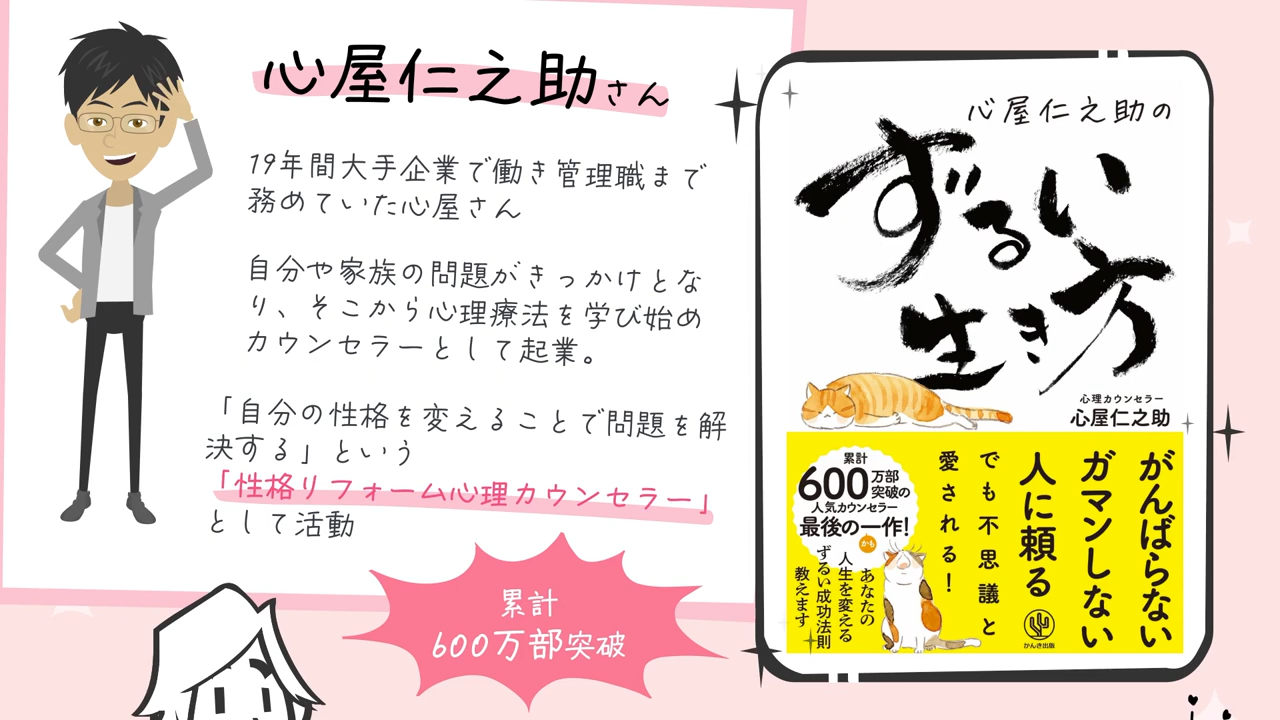 心屋仁之助さん
19年間大手企業で働き管理職まで
務めていた心屋さん
自分や家族の問題がきっかけとな
り、そこから心理療法を学び始め
カウンセラーとして起業。
「自分の性格を変えることで問題を解
決する」という
「性格リフォーム心理カウンセラー」
として活動
累計
600万部突破
心屋仁之助の
ずるい
生き方
心理カウンセラー
心屋仁之助
がんばらない
ガマンしない
人に頼る
でも不思議と
愛される!
累計
600万部
突破の
人気カウンセラー
最後の一作!
かも
あなたの
人生を変える
ずるい成功法則
教えます
かんき出版